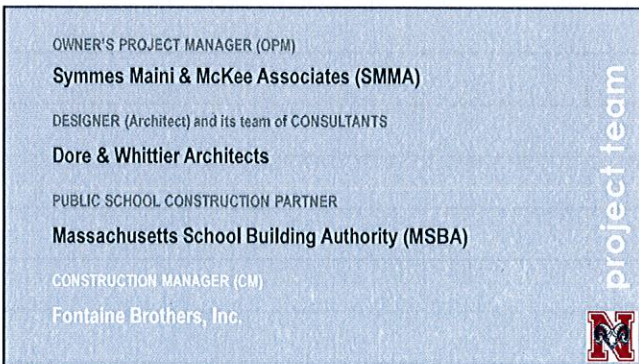 OWNER'S PROJECT MANAGER (OPM)
Symmes Maini & McKee Associates (SMMA)
DESIGNER (Architect) and its team of CONSULTANTS
Dore & Whittier Architects
PUBLIC SCHOOL CONSTRUCTION PARTNER
Massachusetts School Building Authority (MSBA)
CONSTRUCTION MANAGER (CM)
Fontaine Brothers, Inc.
project team
N